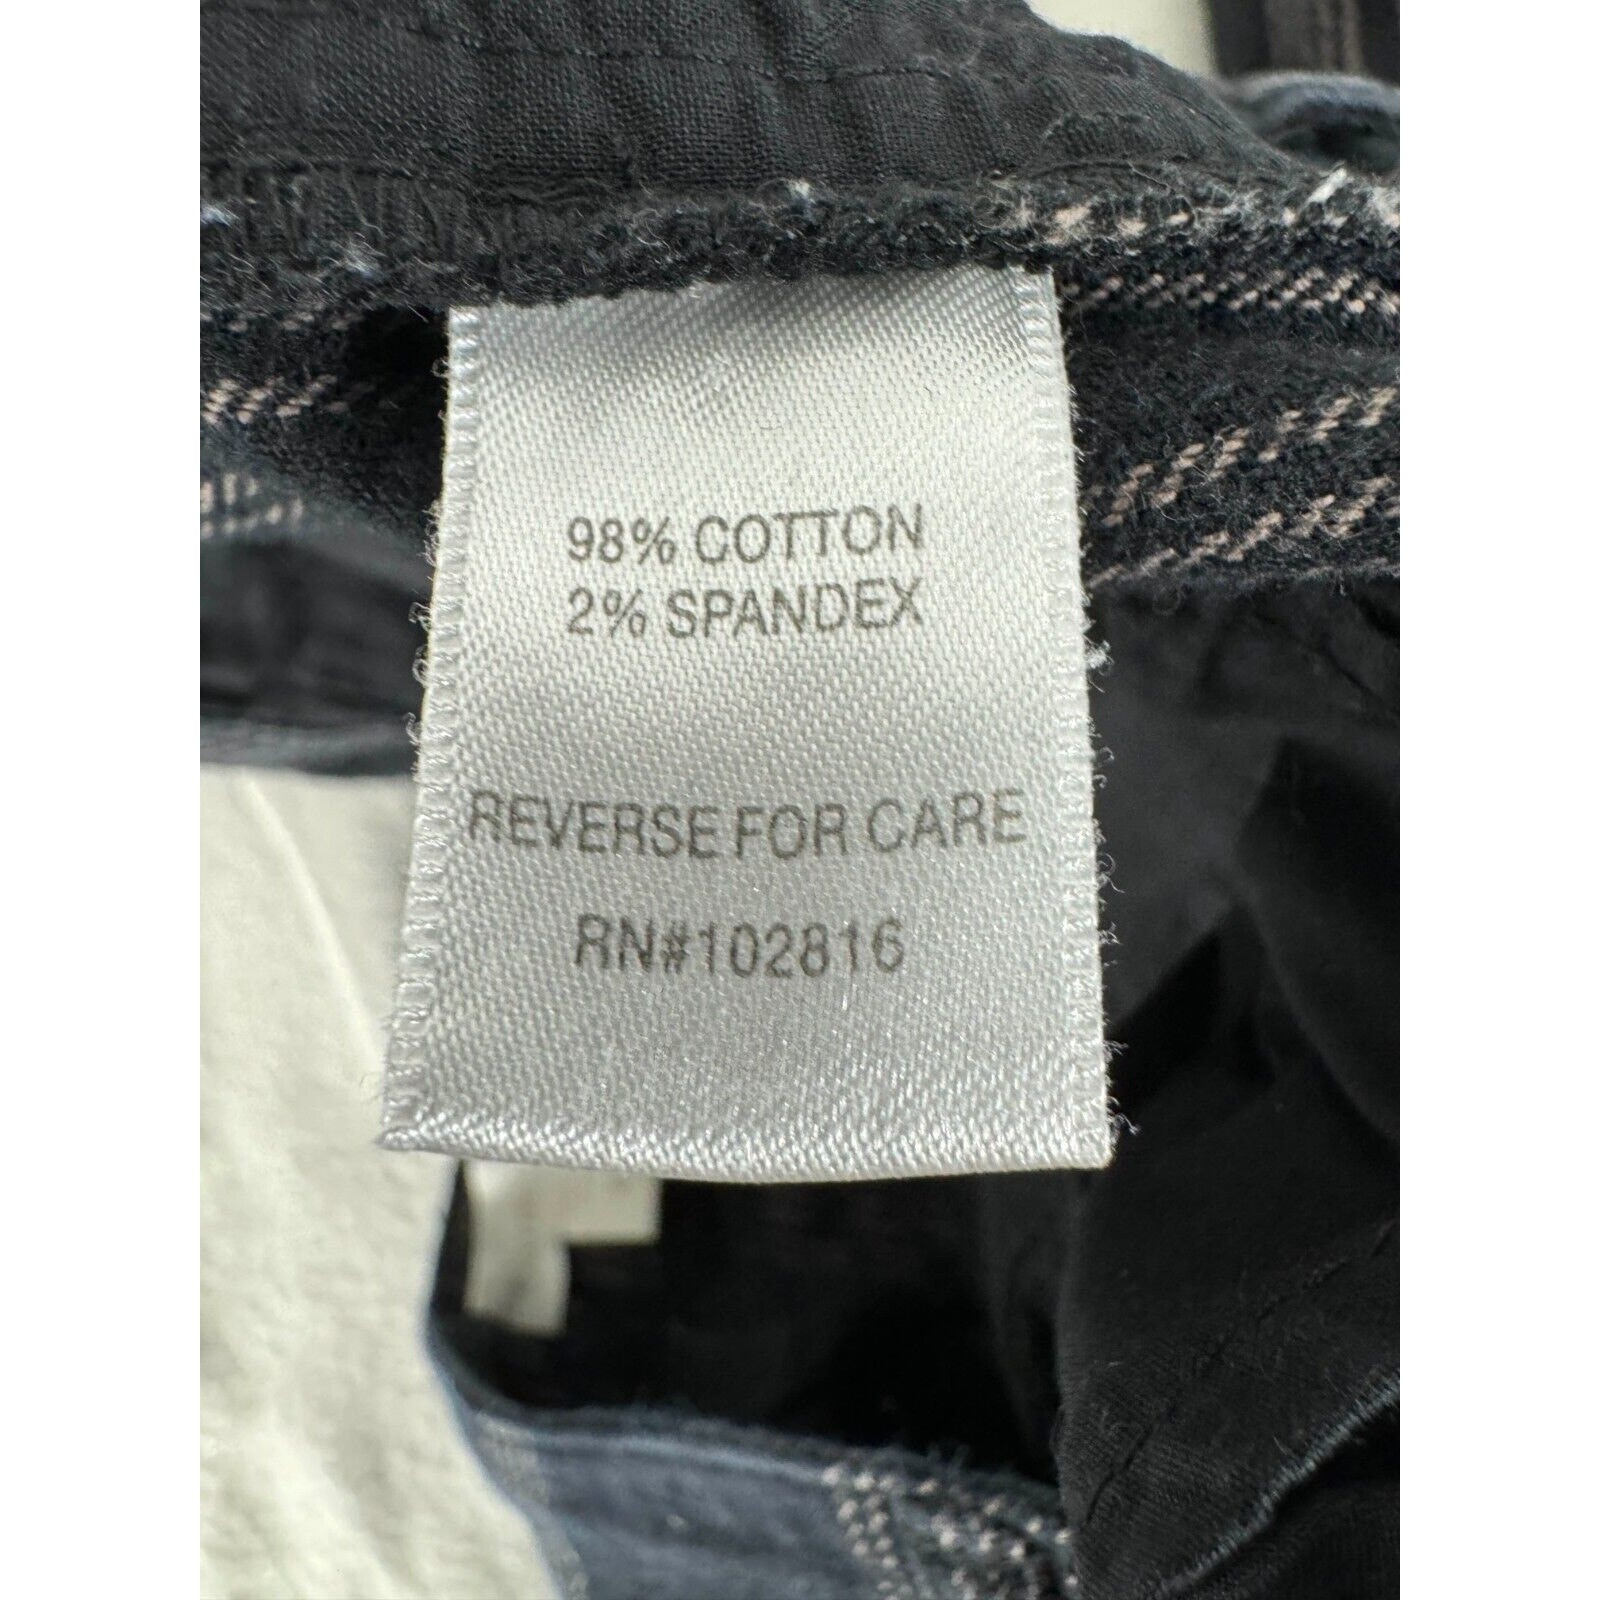 98% COTTON
2% SPANDEX
REVERSE FOR CARE
RN#102816